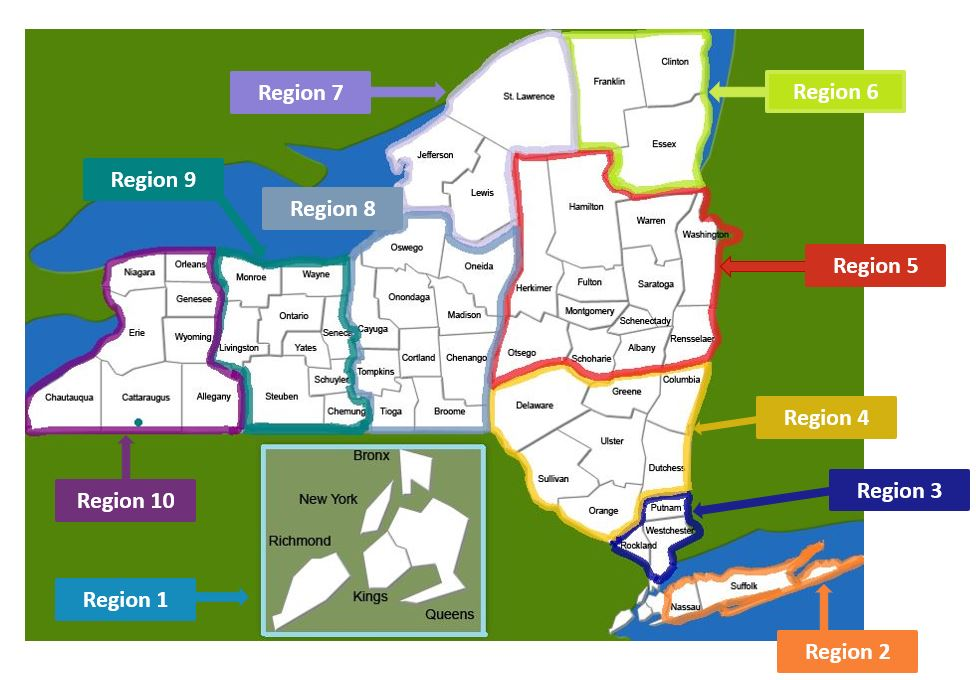 Clinton
Franklin
Region 7
Region 6
St. Lawrence
Essex
Jefferson
Region 9
Lewis
Region 8
Hamilton
Warren
Washington
Oswego
Region 5
Niagara
Orleans
Monroe
Wayne
Oneida
Herkimer
Fulton
Saratoga
Genesee
Onondaga
Ontario
Madison
Montgomery
Schenectady
Erie
Wyoming
Seneca
Cayuga
Rensselaer
Livingston
Yates
Otsego
Schoharie
Albany
Cortland
Chenango
Tompkins
Schuyler
Columbia
Chautauqua
Cattaraugus
Allegany
Steuben
Chemung
Tioga
Broome
Delaware
Greene
Region 4
Ulster
Bronx
Dutchess
Sullivan
Region 3
Region 10
New York
Orange
Putnam
Westchester
Richmond
Rockland
Suffolk
Region 1
Kings
Queens
Nassau
Region 2